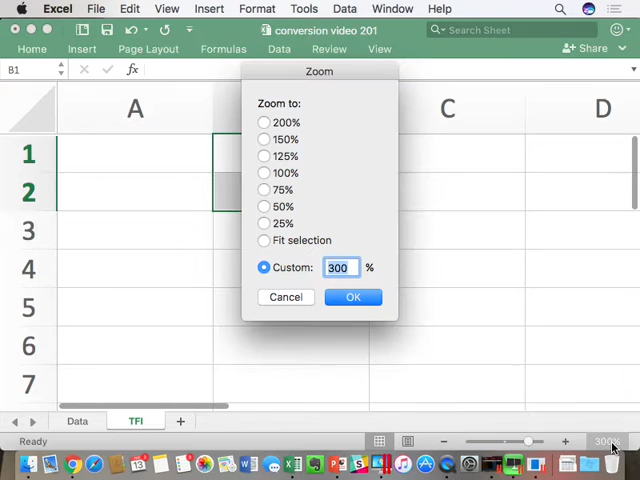 Excel File Edit View Insert Format Tools Data Window Help
conversion video 201
Search Sheet
Home Insert Page Layout Formulas Data Review View Share
B1 fx
Zoom
Zoom to:
200%
150%
125%
100%
75%
50%
25%
Fit selection
Custom: 300 %
Cancel OK
A C D
1
2
3
4
5
6
7
Data TFI
Ready 300%
13